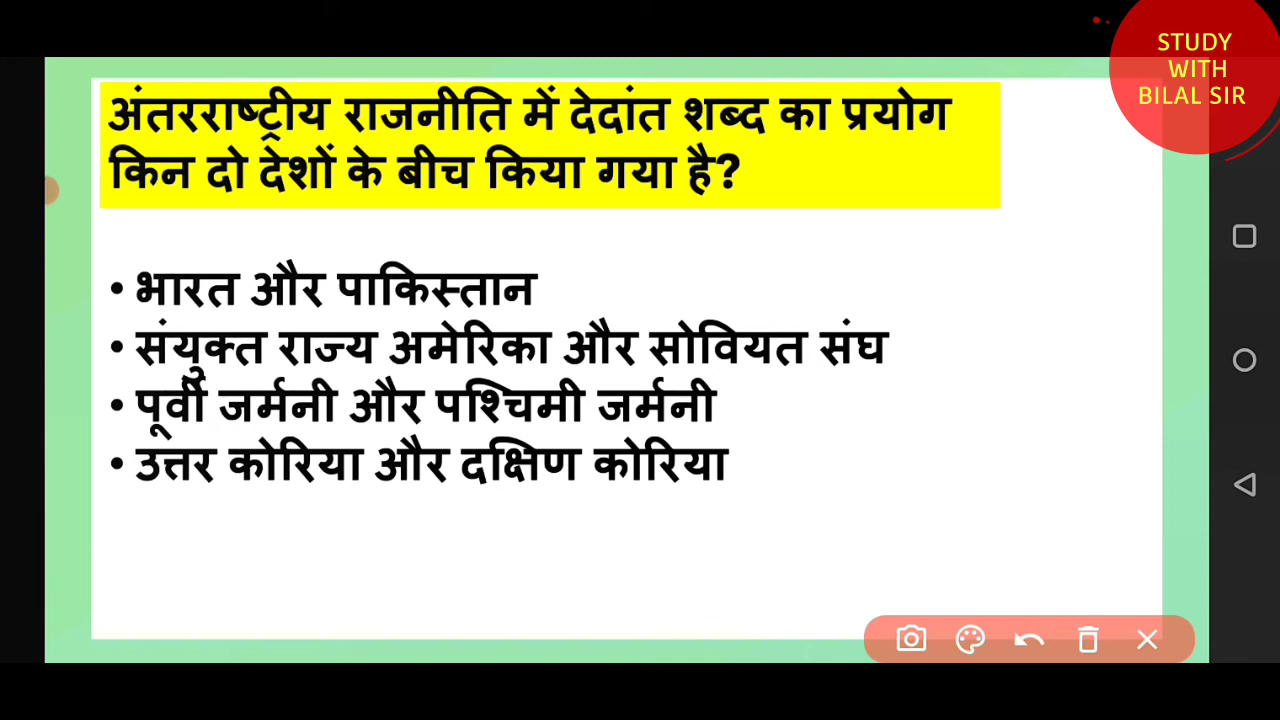 STUDY
WITH
BILAL SIR
अंतरराष्ट्रीय राजनीति में देदांत शब्द का प्रयोग
किन दो देशों के बीच किया गया है?
• भारत और पाकिस्तान
• संयुक्त राज्य अमेरिका और सोवियत संघ
• पूर्वी जर्मनी और पश्चिमी जर्मनी
• उत्तर कोरिया और दक्षिण कोरिया